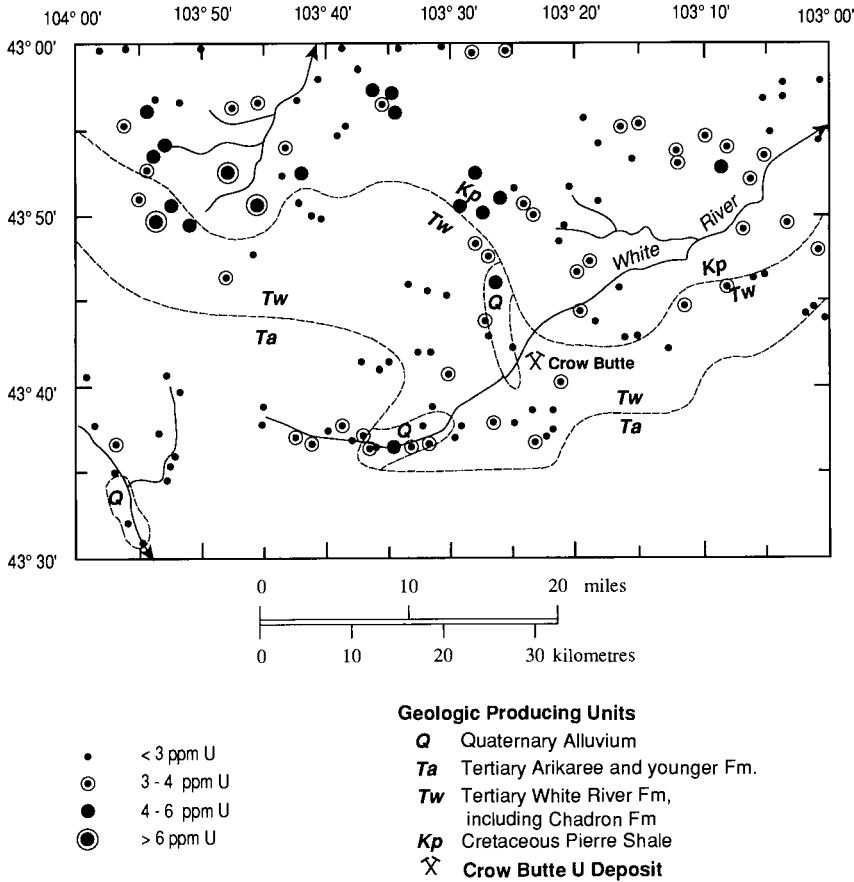 104° 00' 103° 50' 103° 40' 103° 30' 103° 20' 103° 10' 103° 00'
43° 00'
Kp
Tw
43° 50'
White River
Kp
Tw
Tw
Q
Ta
Crow Butte
43° 40'
Tw
Q
Ta
Q
43° 30'
0 10 20 miles
0 10 20 30 kilometres
Geologic Producing Units
< 3 ppm U
Q Quaternary Alluvium
3 - 4 ppm U
Ta Tertiary Arikaree and younger Fm.
4 - 6 ppm U
Tw Tertiary White River Fm,
including Chadron Fm
> 6 ppm U
Kp Cretaceous Pierre Shale
Crow Butte U Deposit